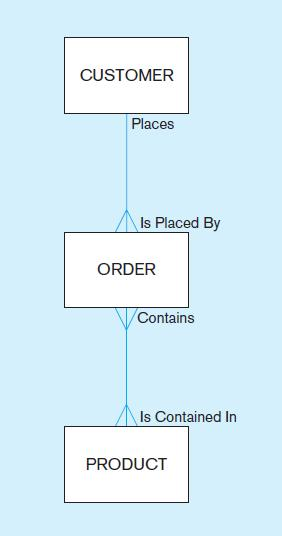 CUSTOMER
Places
Is Placed By
ORDER
Contains
Is Contained In
PRODUCT